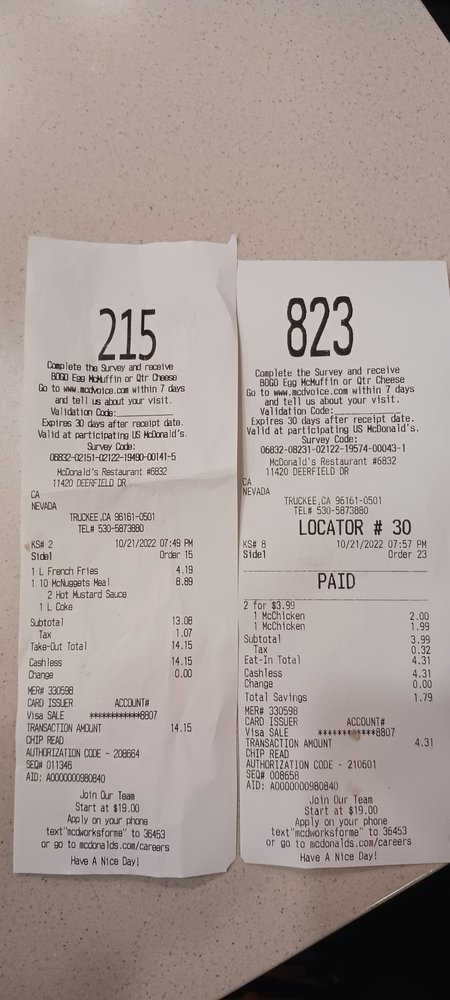 215
Complete the Survey and receive
BOGO Egg McMuffin or Qtr Cheese
Go to www.mcdvoice.com within 7 days
and tell us about your visit.
Validation Code:
Expires 30 days after receipt date.
Valid at participating US McDonald's.
Survey Code:
06832-02151-02122-19490-00141-5
McDonald's Restaurant #6832
11420 DEERFIELD DR
CA
NEVADA
TRUCKEE,CA 96161-0501
TEL# 530-5873880
KS# 2 10/21/2022 07:49 PM
Side1 Order 15
1 L French Fries 4.19
1 10 McNuggets Meal 8.89
2 Hot Mustard Sauce
1 L Coke
Subtotal 13.08
Tax 1.07
Take-Out Total 14.15
Cashless 14.15
Change 0.00
MER# 330598
CARD ISSUER ACCOUNT#
Visa SALE ************8807
TRANSACTION AMOUNT 14.15
CHIP READ
AUTHORIZATION CODE - 208664
SEQ# 011346
AID: A0000000980840
Join Our Team
Start at $19.00
Apply on your phone
text"mcdworksforme" to 36453
or go to mcdonalds.com/careers
Have A Nice Day!
823
Complete the Survey and receive
BOGO Egg McMuffin or Qtr Cheese
Go to www.mcdvoice.com within 7 days
and tell us about your visit.
Validation Code:
Expires 30 days after receipt date.
Valid at participating US McDonald's.
Survey Code:
06832-08231-02122-19574-00043-1
McDonald's Restaurant #6832
11420 DEERFIELD DR
CA
NEVADA
TRUCKEE,CA 96161-0501
TEL# 530-5873880
LOCATOR # 30
KS# 8 10/21/2022 07:57 PM
Side1 Order 23
PAID
2 for $3.99
1 McChicken 2.00
1 McChicken 1.99
Subtotal 3.99
Tax 0.32
Eat-In Total 4.31
Cashless 4.31
Change 0.00
Total Savings 1.79
MER# 330598
CARD ISSUER ACCOUNT#
Visa SALE ************8807
TRANSACTION AMOUNT 4.31
CHIP READ
AUTHORIZATION CODE - 210601
SEQ# 008658
AID: A0000000980840
Join Our Team
Start at $19.00
Apply on your phone
text"mcdworksforme" to 36453
or go to mcdonalds.com/careers
Have A Nice Day!